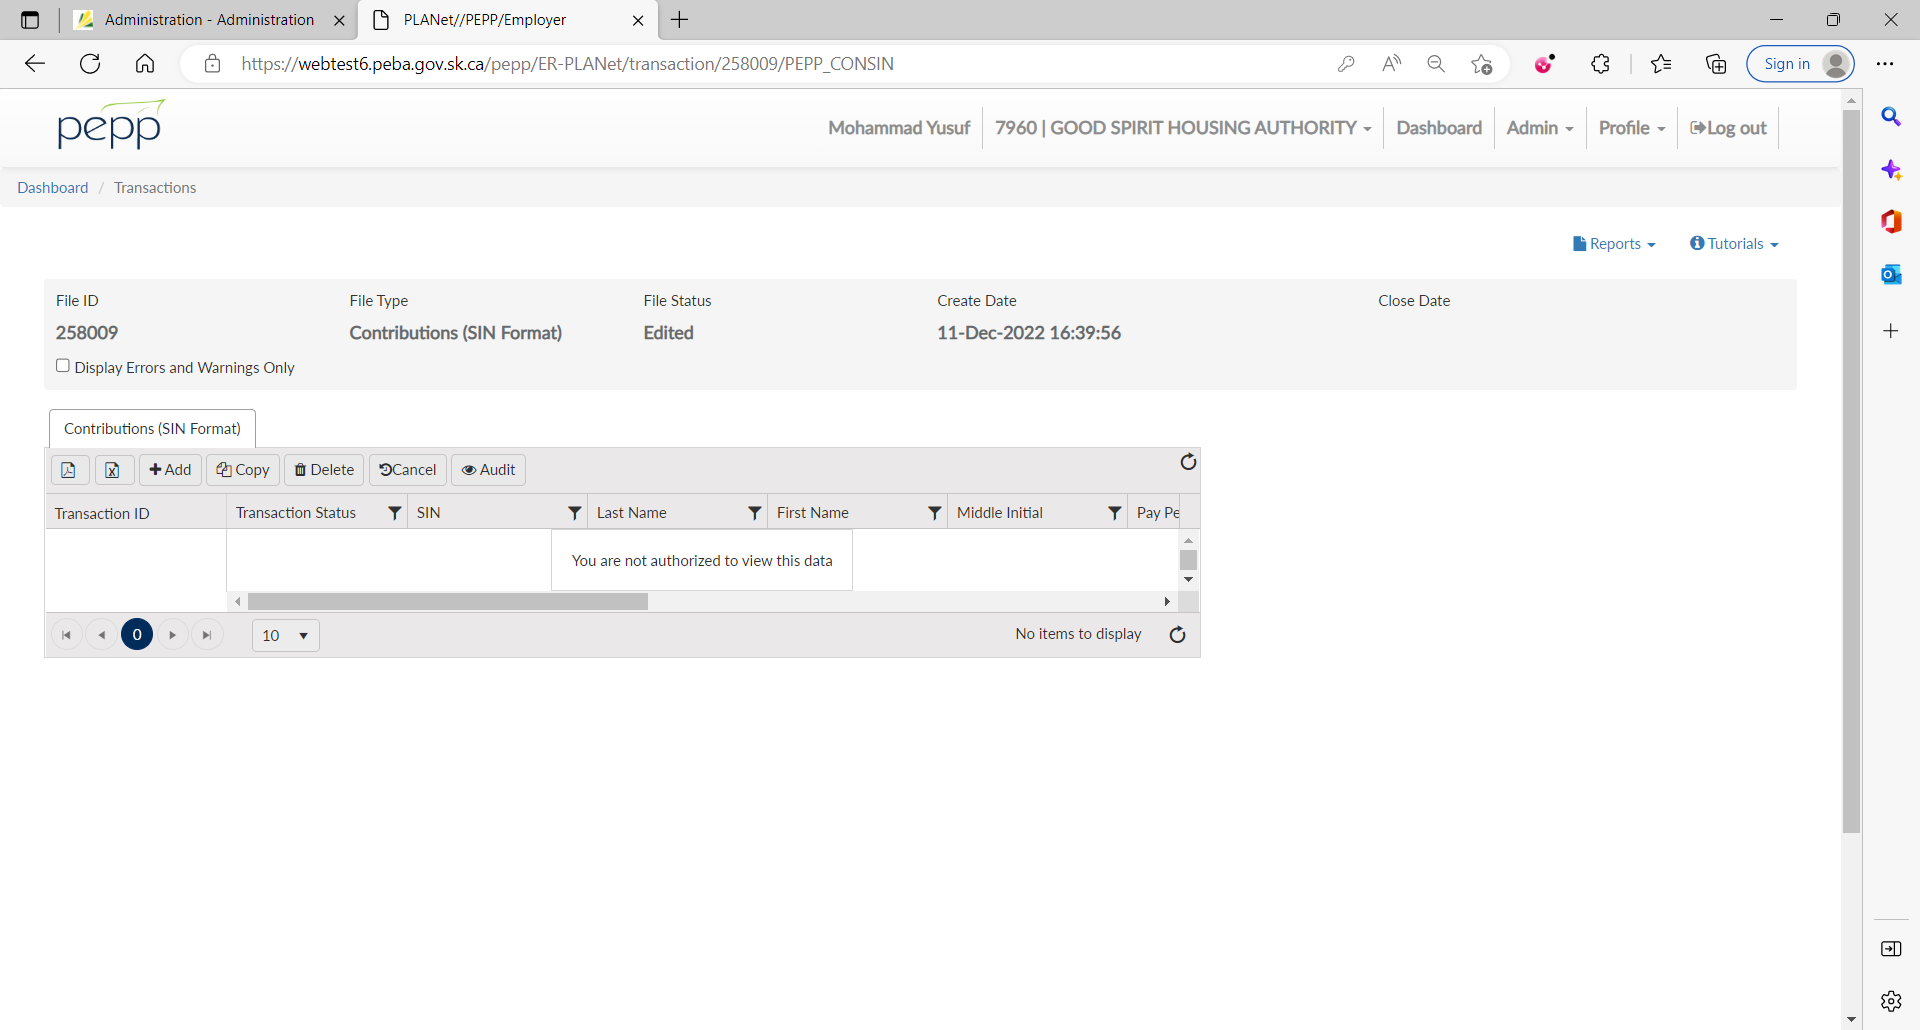 Administration - Administration
PLANet//PEPP/Employer
https://webtest6.peba.gov.sk.ca/pepp/ER-PLANet/transaction/258009/PEPP_CONSIN
Sign in
pepp
Mohammad Yusuf
7960 | GOOD SPIRIT HOUSING AUTHORITY
Dashboard
Admin
Profile
Log out
Dashboard / Transactions
Reports
Tutorials
File ID
File Type
File Status
Create Date
Close Date
258009
Contributions (SIN Format)
Edited
11-Dec-2022 16:39:56
Display Errors and Warnings Only
Contributions (SIN Format)
Add
Copy
Delete
Cancel
Audit
Transaction ID
Transaction Status
SIN
Last Name
First Name
Middle Initial
Pay Pe
You are not authorized to view this data
0
10
No items to display